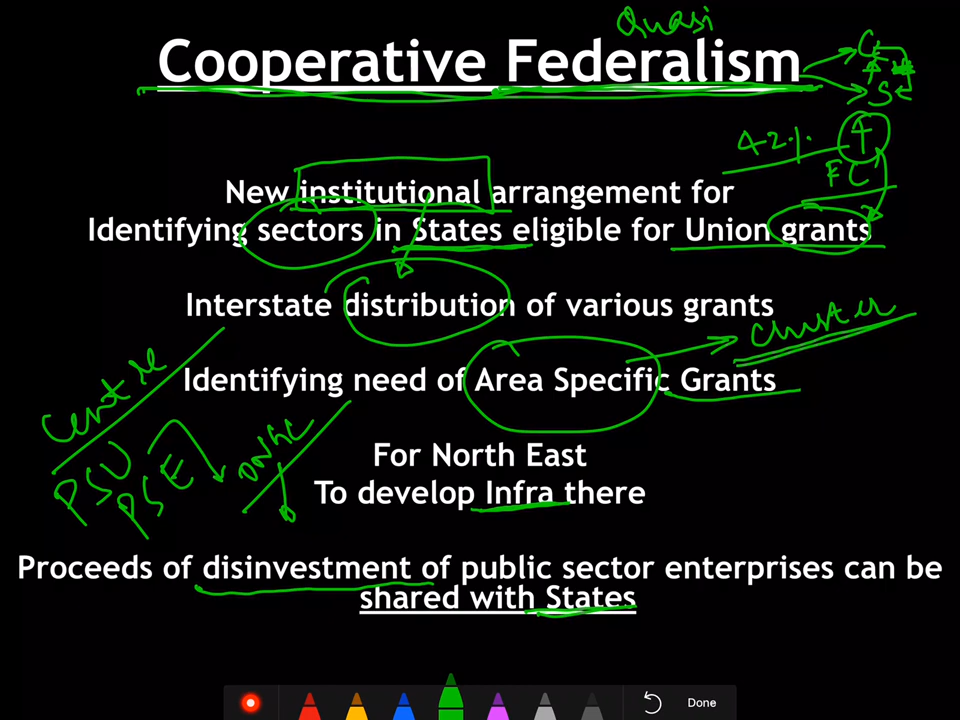 Quasi
Cooperative Federalism
C
S
42%
FC
New institutional arrangement for
Identifying sectors in States eligible for Union grants
Interstate distribution of various grants
cluster
Identifying need of Area Specific Grants
Centre
PSU
PSE
ONGC
For North East
To develop Infra there
Proceeds of disinvestment of public sector enterprises can be
shared with States
Done